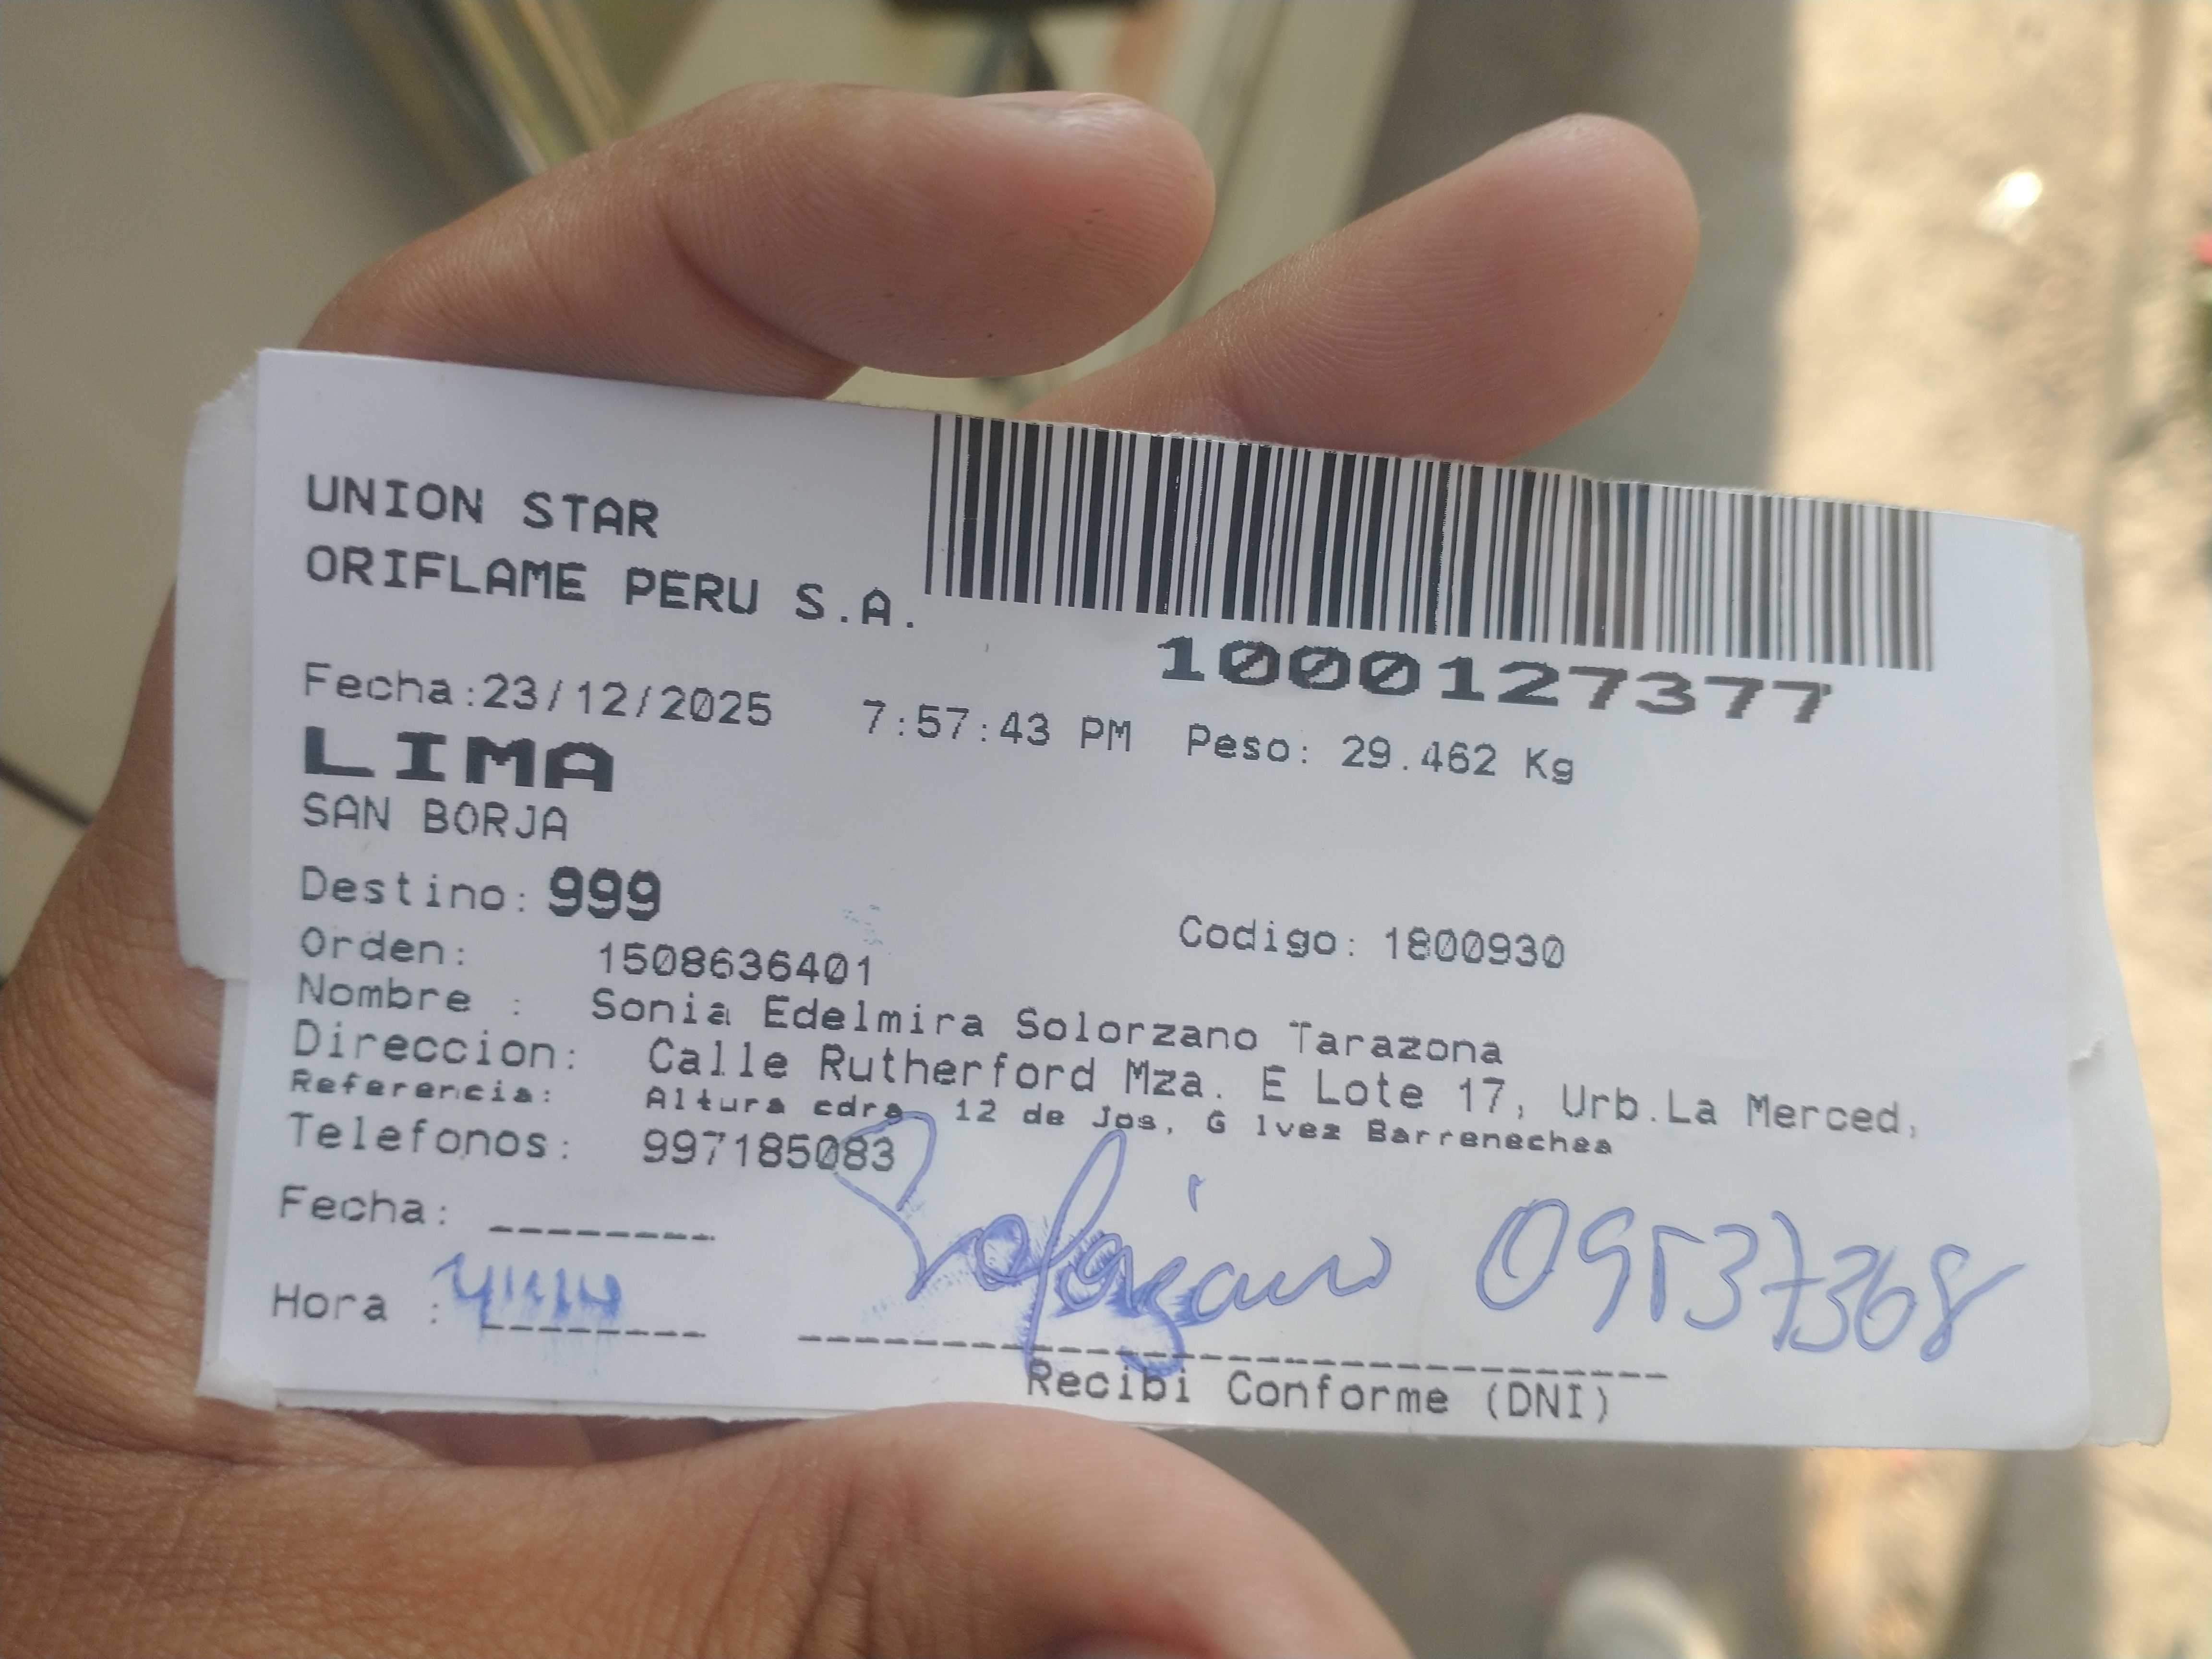 UNION STAR
ORIFLAME PERU S.A.
1000127377
Fecha:23/12/2025 7:57:43 PM Peso: 29.462 Kg
LIMA
SAN BORJA
Destino: 999
Orden: 1508636401 Codigo: 1800930
Nombre : Sonia Edelmira Solorzano Tarazona
Direccion: Calle Rutherford Mza. E Lote 17, Urb.La Merced,
Referencia: Altura cdra. 12 de Jos, G lvez Barrenechea
Telefonos: 997185083
Fecha:
Solórzano 09537368
Hora :
Recibi Conforme (DNI)